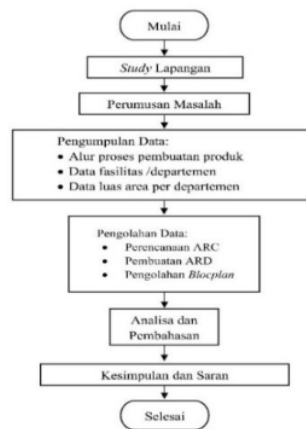 Mulai
Study Lapangan
Perumusan Masalah
Pengumpulan Data:
• Alur proses pembuatan produk
• Data fasilitas /departemen
• Data luas area per departemen
Pengolahan Data:
• Perencanaan ARC
• Pembuatan ARD
• Pengolahan Blocplan
Analisa dan
Pembahasan
Kesimpulan dan Saran
Selesai